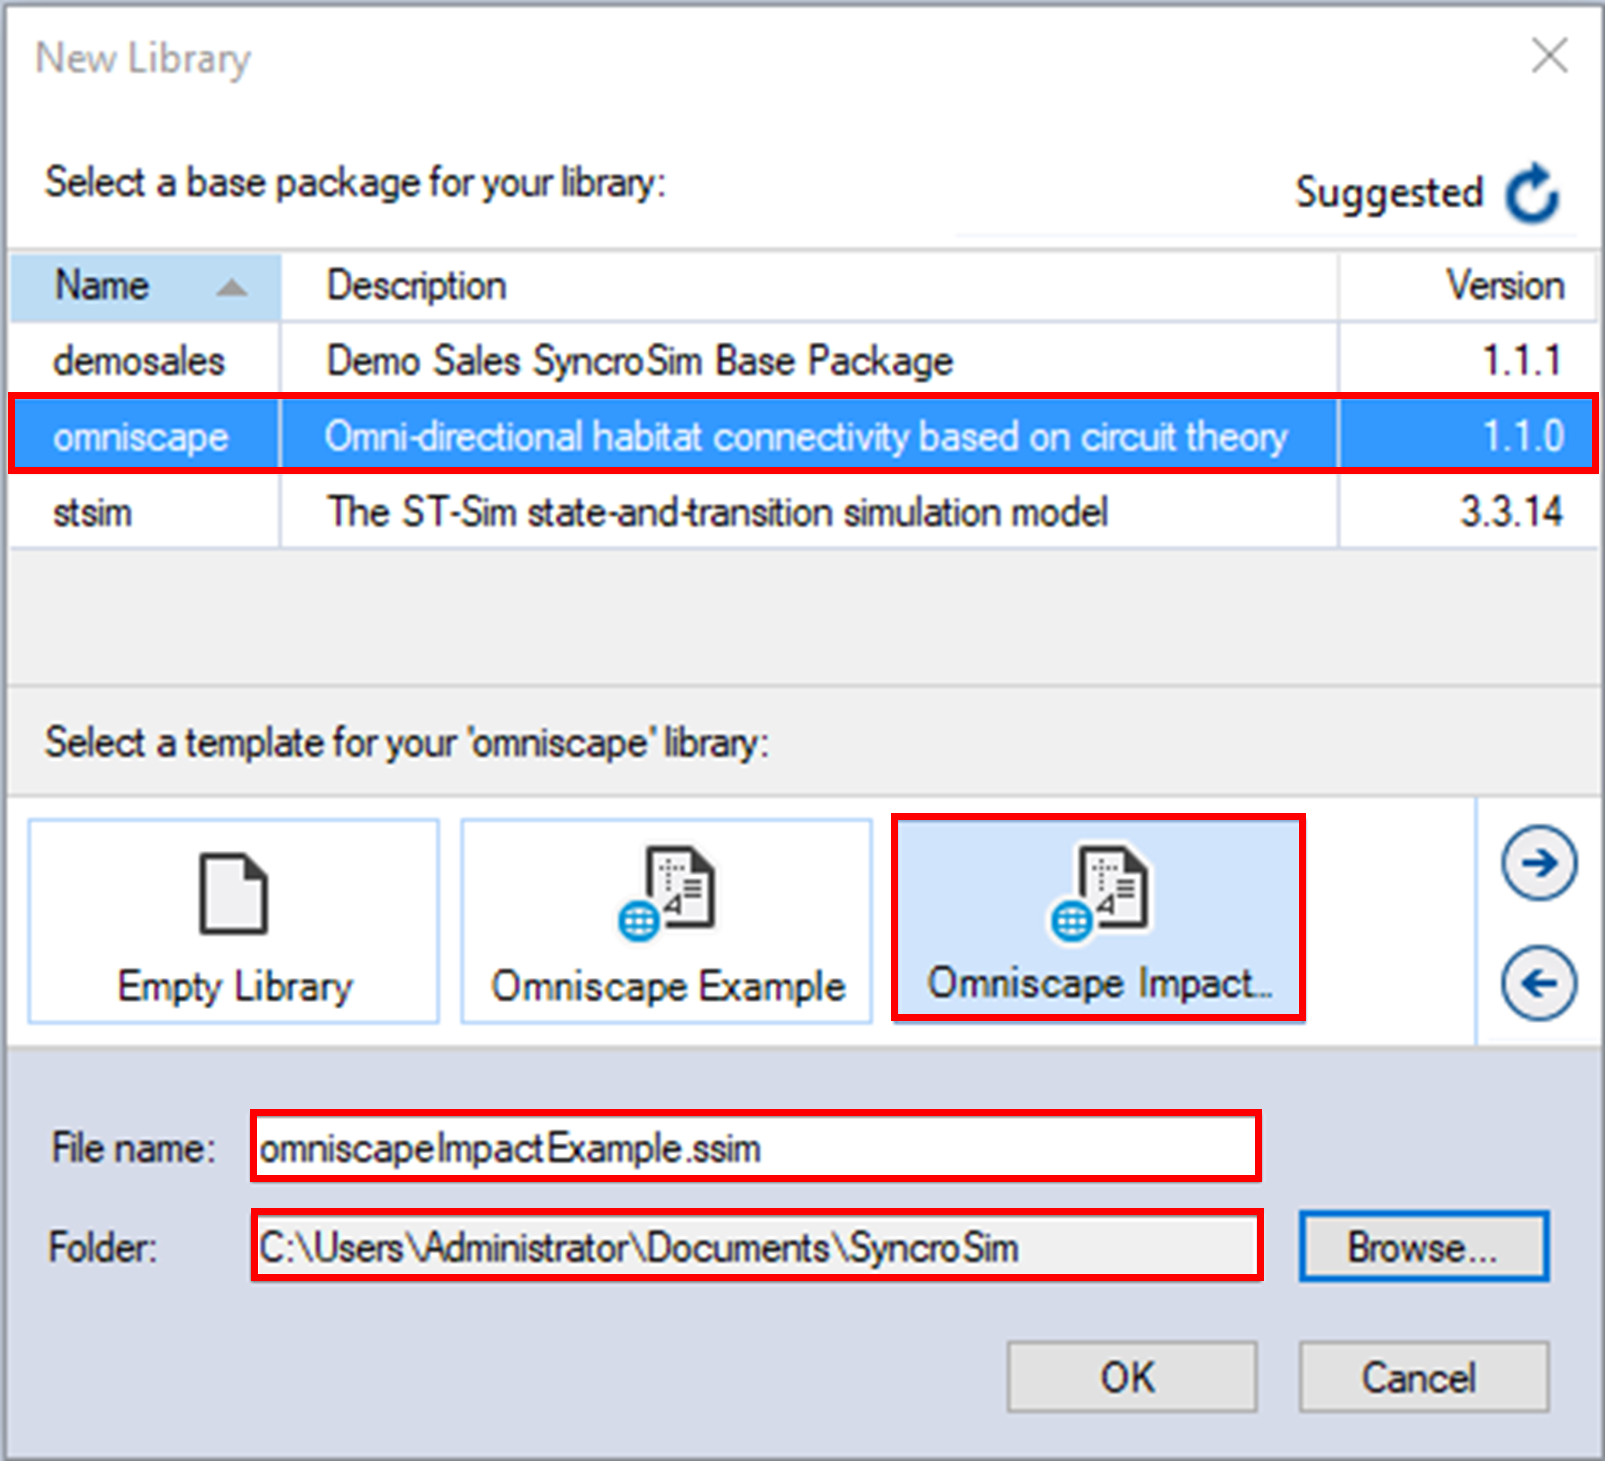 New Library
Select a base package for your library:
Suggested
Name Description Version
demosales Demo Sales SyncroSim Base Package 1.1.1
omniscape Omni-directional habitat connectivity based on circuit theory 1.1.0
stsim The ST-Sim state-and-transition simulation model 3.3.14
Select a template for your 'omniscape' library:
Empty Library Omniscape Example Omniscape Impact...
File name: omniscapeImpactExample.ssim
Folder: C:\Users\Administrator\Documents\SyncroSim Browse...
OK Cancel